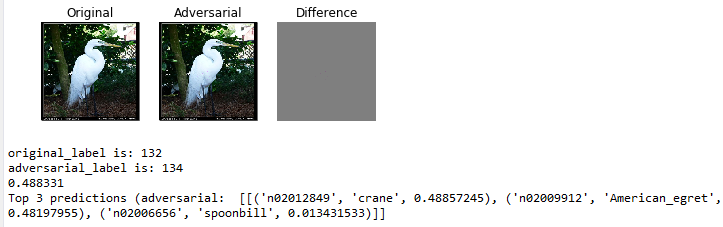 Original Adversarial Difference
original_label is: 132
adversarial_label is: 134
0.488331
Top 3 predictions (adversarial:  [[('n02012849', 'crane', 0.48857245), ('n02009912', 'American_egret',
0.48197955), ('n02006656', 'spoonbill', 0.013431533)]]